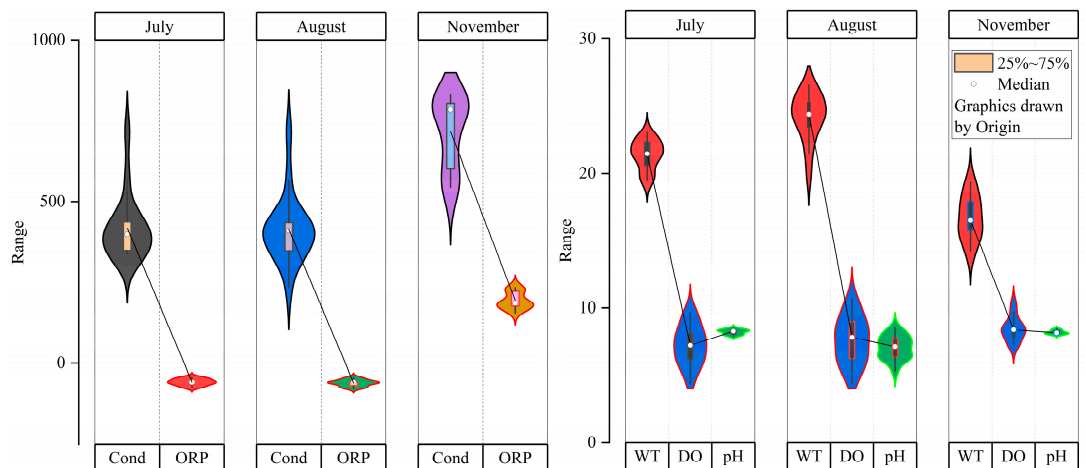 July
August
November
1000
500
0
Range
Cond
ORP
Cond
ORP
Cond
ORP
July
August
November
30
20
10
0
Range
25%~75%
Median
Graphics drawn
by Origin
WT
DO
pH
WT
DO
pH
WT
DO
pH